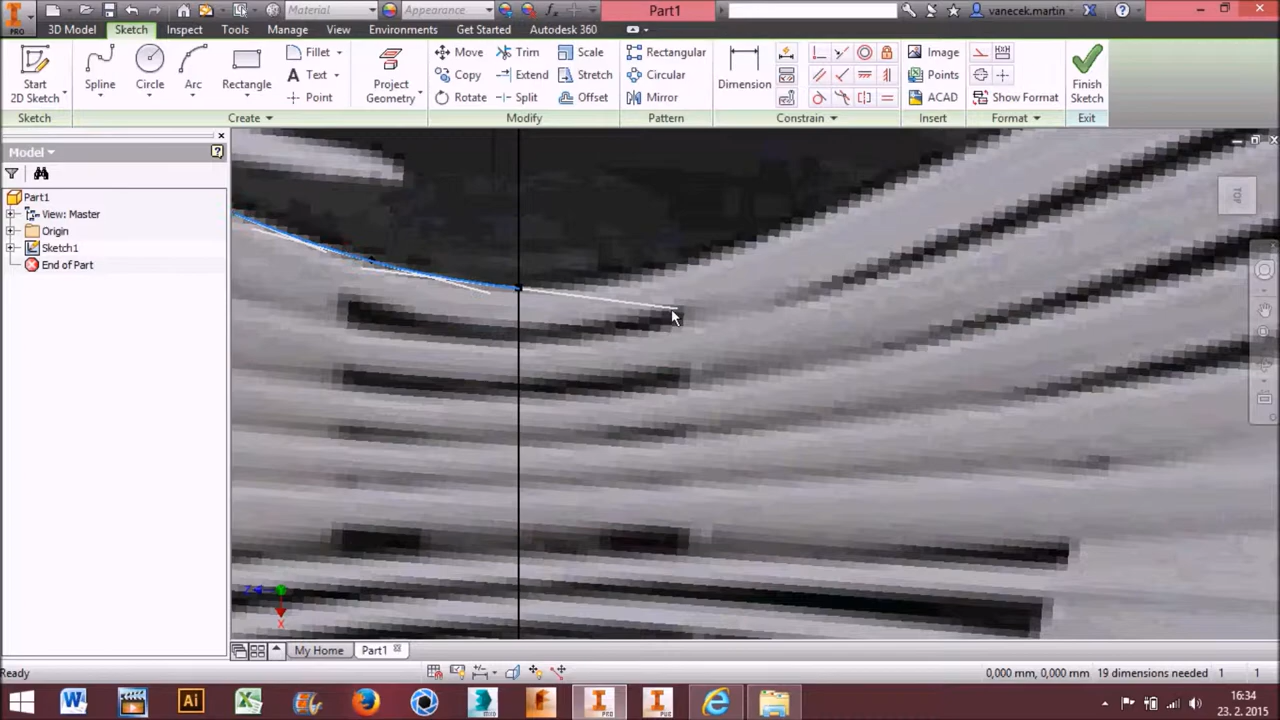 Material
Appearance
Part1
vanecek.martin
PRO
3D Model
Sketch
Inspect
Tools
Manage
View
Environments
Get Started
Autodesk 360
Start
2D Sketch
Spline
Circle
Arc
Rectangle
Fillet
Text
Point
Project
Geometry
Move
Copy
Rotate
Trim
Extend
Split
Scale
Stretch
Offset
Rectangular
Circular
Mirror
Dimension
Image
Points
ACAD
Show Format
Finish
Sketch
Sketch
Create
Modify
Pattern
Constrain
Insert
Format
Exit
Model
Part1
View: Master
Origin
Sketch1
End of Part
TOP
Z
X
My Home
Part1
Ready
0,000 mm, 0,000 mm
19 dimensions needed
1
1
16:34
23. 2. 2015